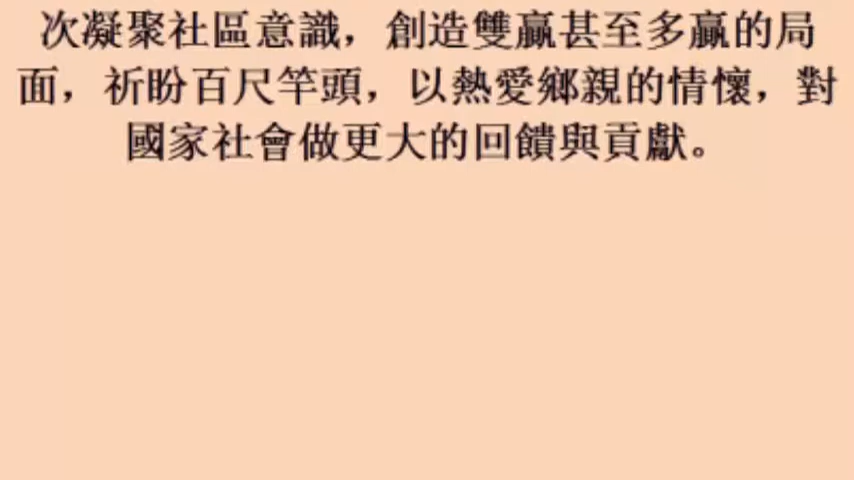 次凝聚社區意識，創造雙贏甚至多贏的局
面，祈盼百尺竿頭，以熱愛鄉親的情懷，對
國家社會做更大的回饋與貢獻。